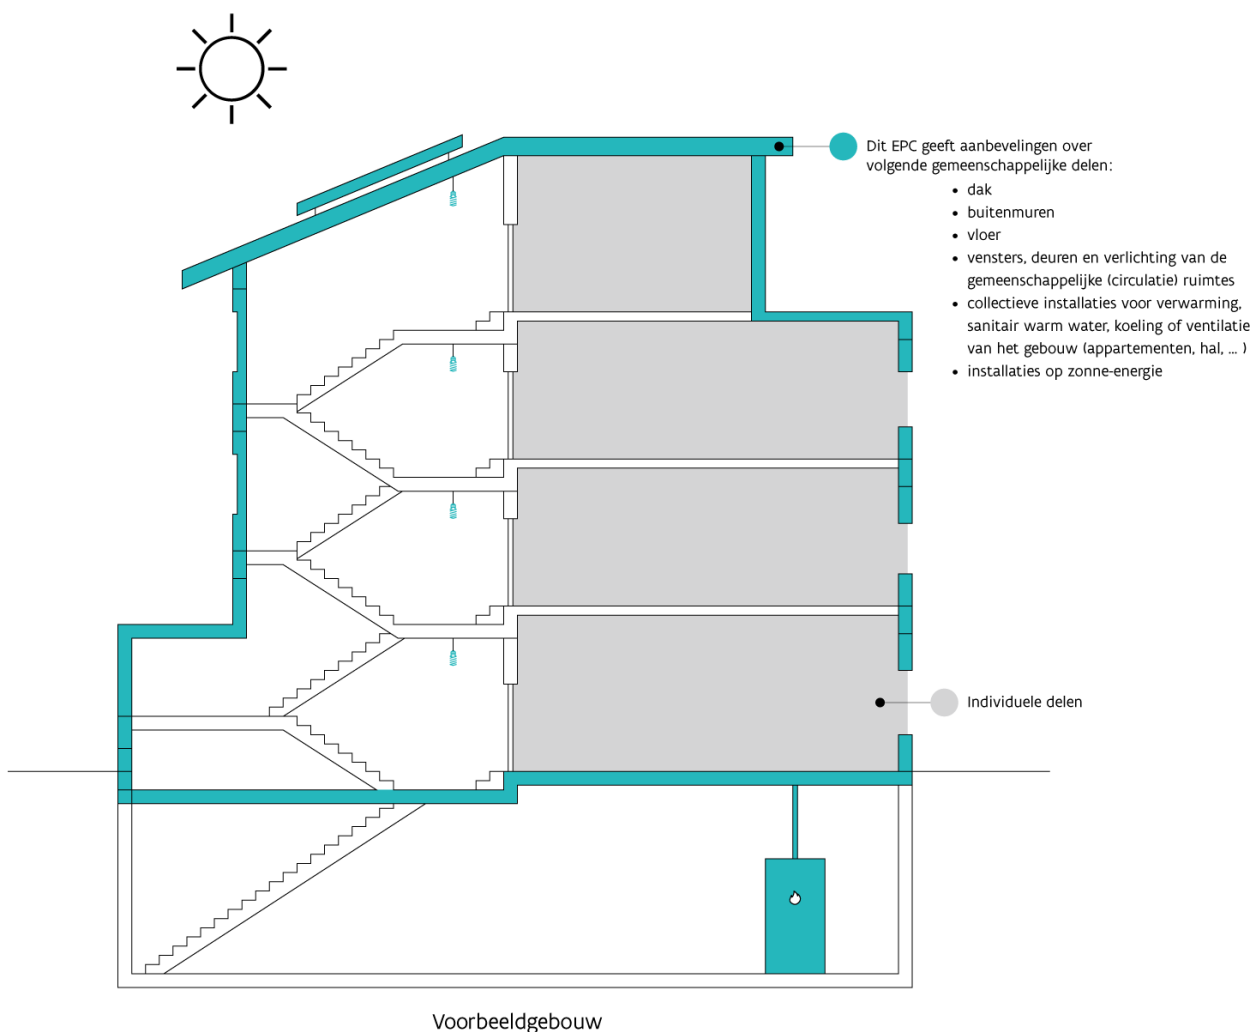 Dit EPC geeft aanbevelingen over
volgende gemeenschappelijke delen:
• dak
• buitenmuren
• vloer
• vensters, deuren en verlichting van de
gemeenschappelijke (circulatie) ruimtes
• collectieve installaties voor verwarming,
sanitair warm water, koeling of ventilatie
van het gebouw (appartementen, hal, ... )
• installaties op zonne-energie
Individuele delen
Voorbeeldgebouw